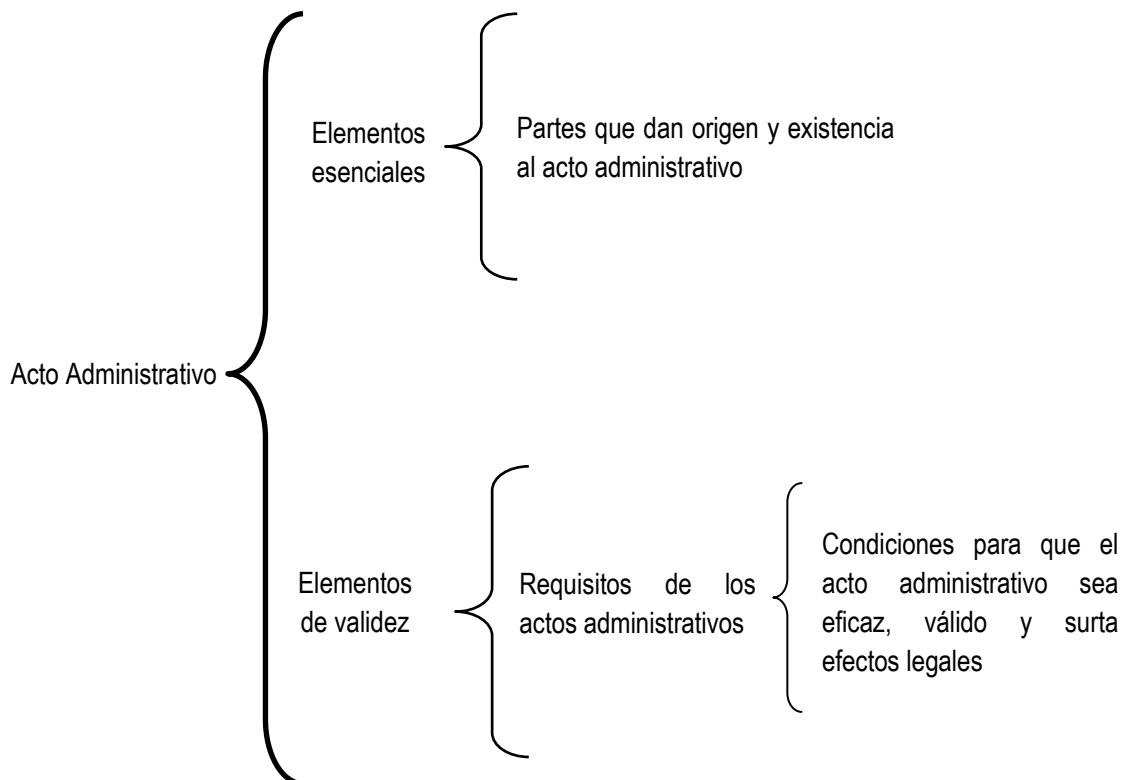 Elementos
esenciales
Partes que dan origen y existencia
al acto administrativo
Acto Administrativo
Elementos
de validez
Requisitos de los
actos administrativos
Condiciones para que el
acto administrativo sea
eficaz, válido y surta
efectos legales